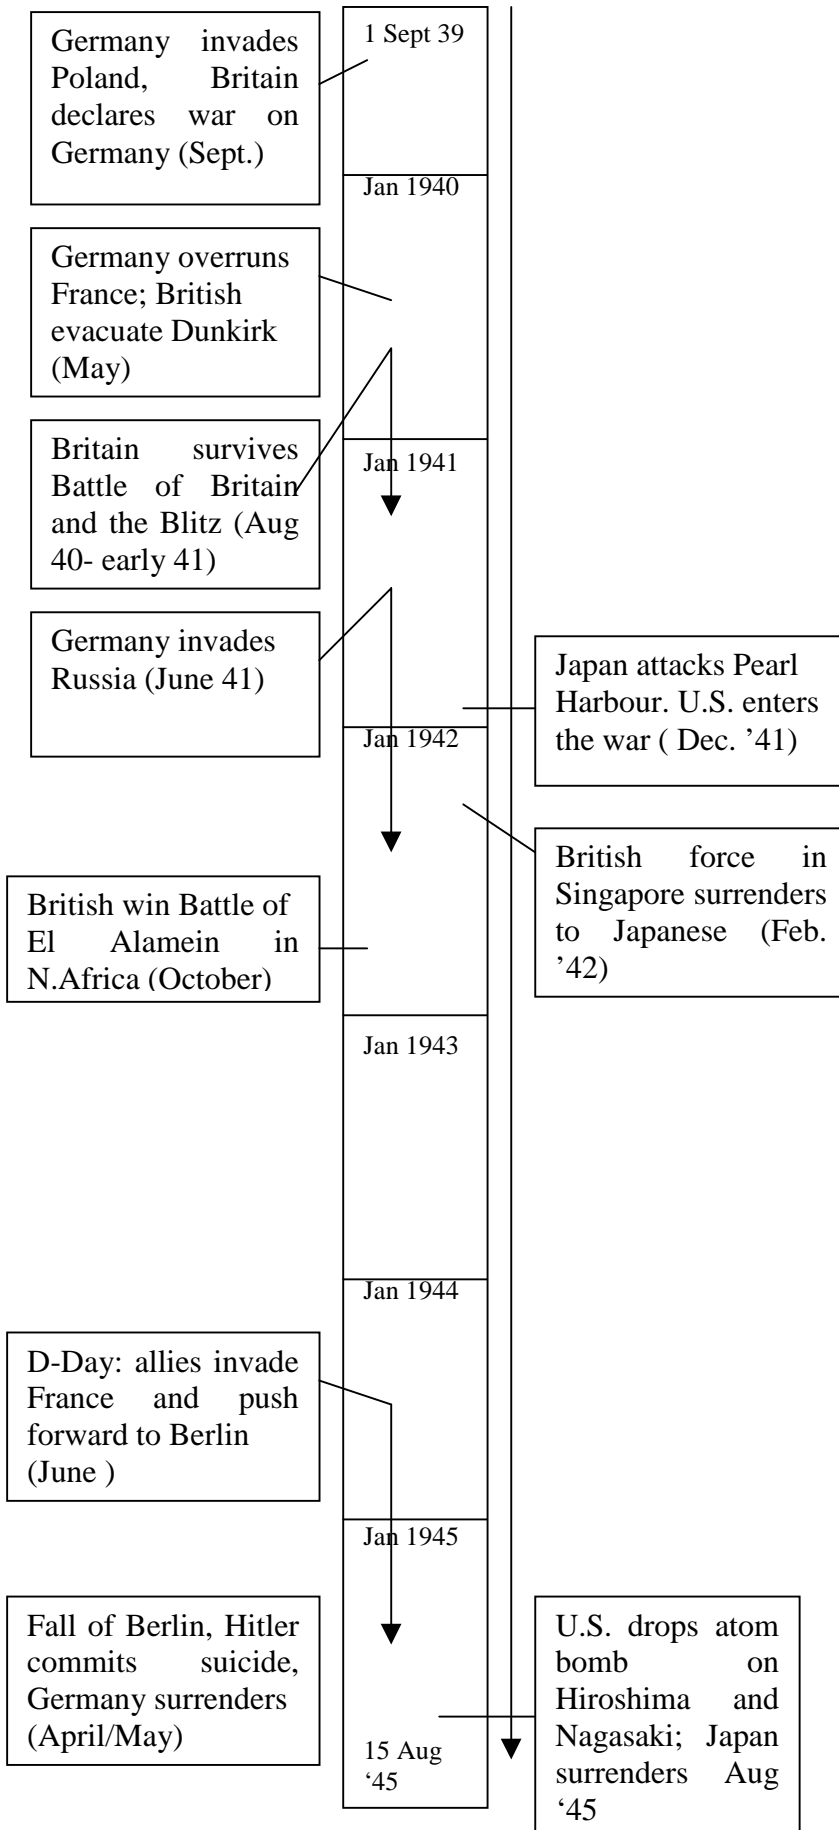 Germany invades
Poland, Britain
declares war on
Germany (Sept.)
1 Sept 39
Jan 1940
Germany overruns
France; British
evacuate Dunkirk
(May)
Britain survives
Battle of Britain
and the Blitz (Aug
40- early 41)
Jan 1941
Germany invades
Russia (June 41)
Japan attacks Pearl
Harbour. U.S. enters
the war ( Dec. ’41)
Jan 1942
British force in
Singapore surrenders
to Japanese (Feb.
’42)
British win Battle of
El Alamein in
N.Africa (October)
Jan 1943
Jan 1944
D-Day: allies invade
France and push
forward to Berlin
(June )
Jan 1945
Fall of Berlin, Hitler
commits suicide,
Germany surrenders
(April/May)
15 Aug
‘45
U.S. drops atom
bomb on
Hiroshima and
Nagasaki; Japan
surrenders Aug
‘45